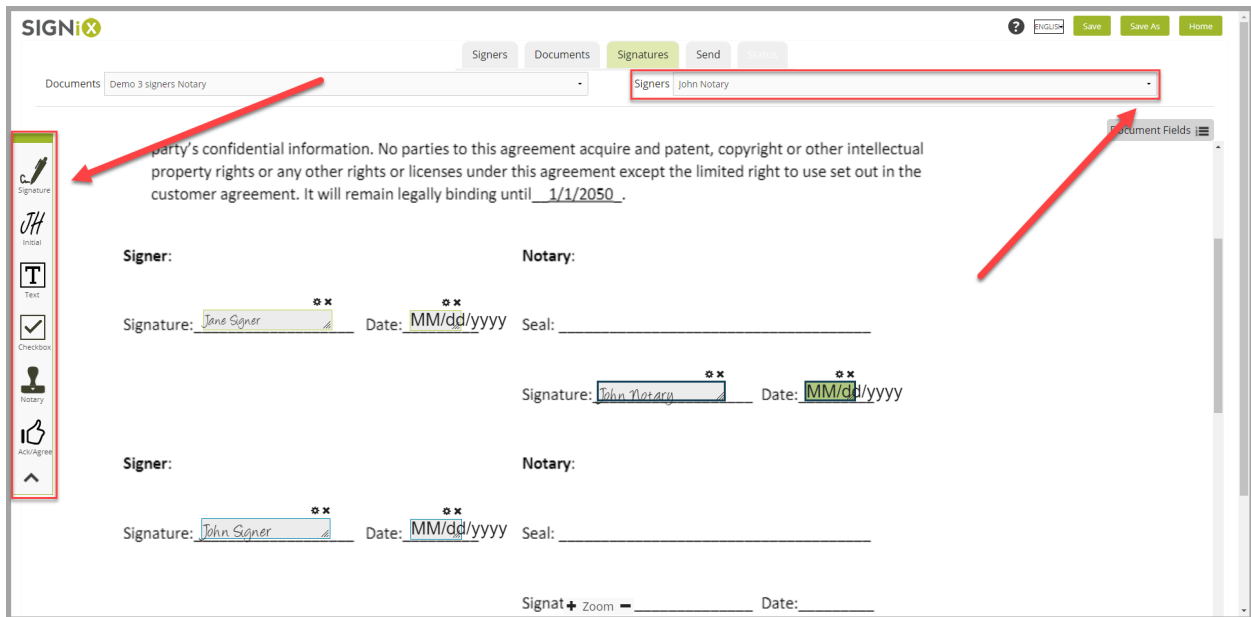 SIGNiX
? ENGLISH Save Save As Home
Signers Documents Signatures Send Status
Documents Demo 3 signers Notary
Signers John Notary
Document Fields
party's confidential information. No parties to this agreement acquire and patent, copyright or other intellectual
property rights or any other rights or licenses under this agreement except the limited right to use set out in the
customer agreement. It will remain legally binding until__1/1/2050_.
Signature
Initial
Text
Checkbox
Notary
Ack/Agree
Signer: Notary:
Signature: Jane Signer Date: MM/dd/yyyy Seal:
Signature: John Notary Date: MM/dd/yyyy
Signer: Notary:
Signature: John Signer Date: MM/dd/yyyy Seal:
Signat + Zoom − Date: